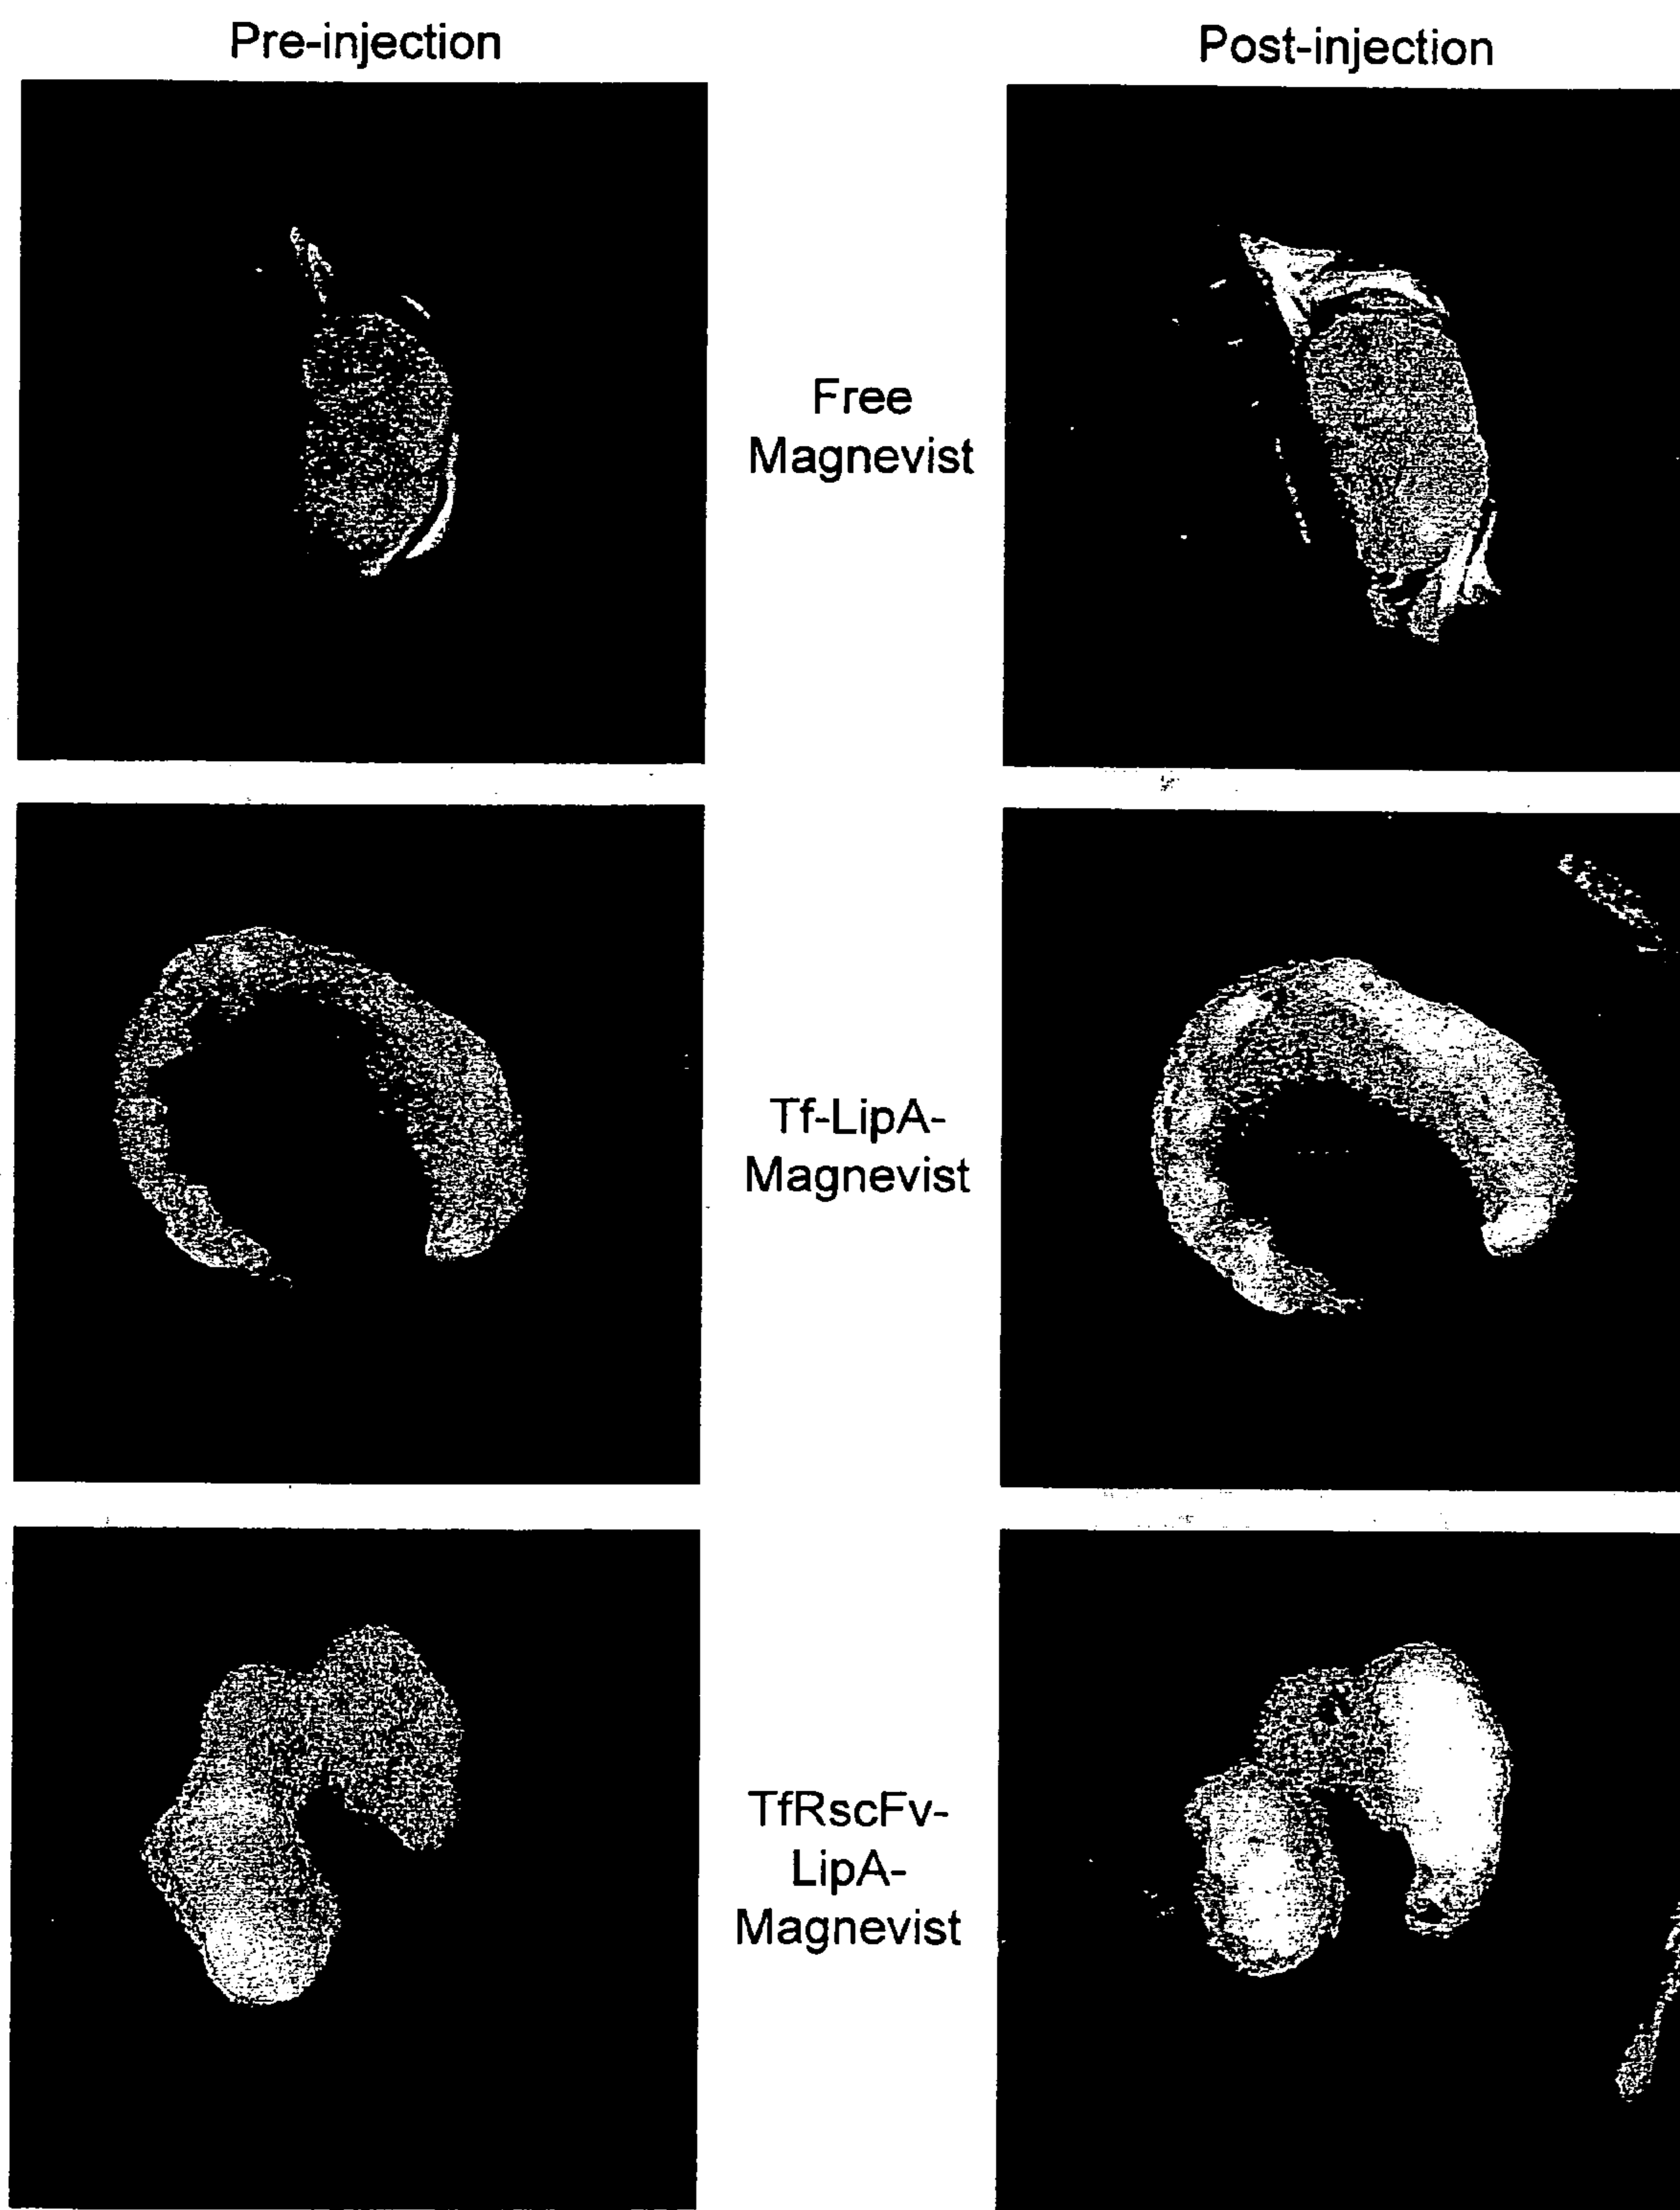 Pre-injection
Post-injection
Free
Magnevist
Tf-LipA-
Magnevist
TfRscFv-
LipA-
Magnevist